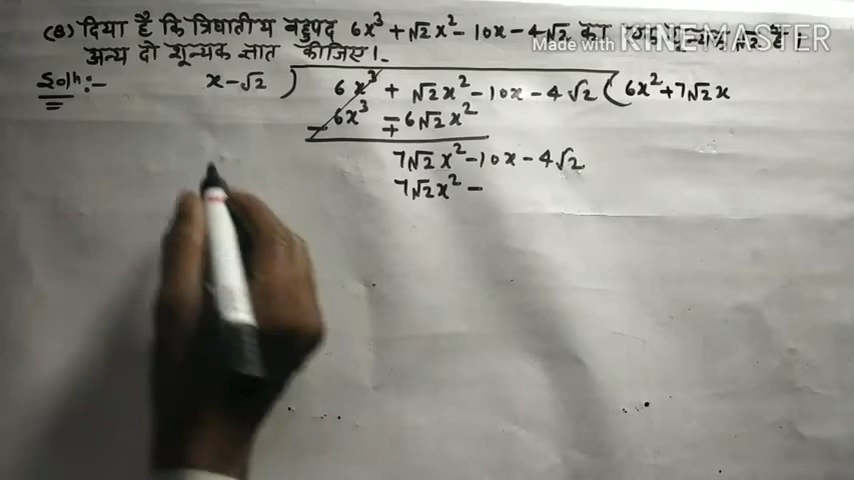 (8) दिया है कि त्रिघातीय बहुपद 6x³ + √2x² - 10x - 4√2 का √2 है।
Made with KINEMASTER
अन्य दो शून्यक ज्ञात कीजिए।
Solⁿ:-
x - √2 ) 6x³ + √2x² - 10x - 4√2 ( 6x² + 7√2x
6x³ - 6√2x²
- +
7√2x² - 10x - 4√2
7√2x² -